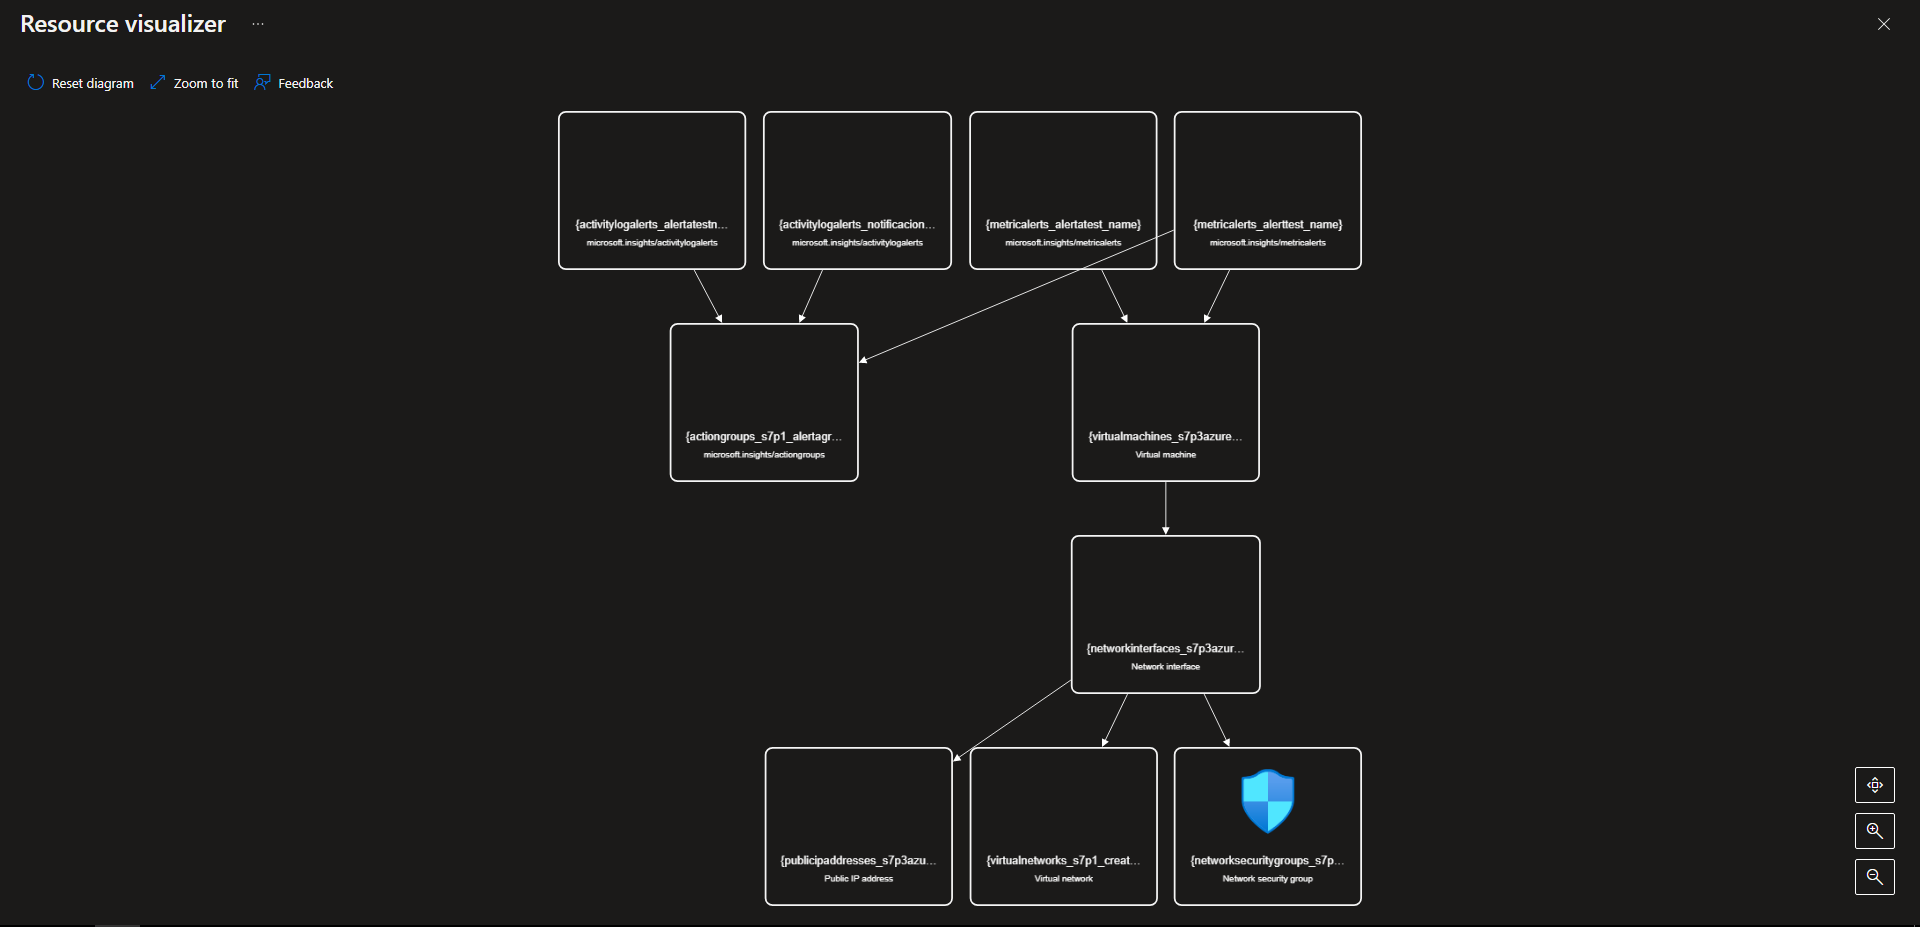 Resource visualizer ...
Reset diagram Zoom to fit Feedback
{activitylogalerts_alertatestn...
microsoft.insights/activitylogalerts
{activitylogalerts_notificacion...
microsoft.insights/activitylogalerts
{metricalerts_alertatest_name}
microsoft.insights/metricalerts
{metricalerts_alerttest_name}
microsoft.insights/metricalerts
{actiongroups_s7p1_alertagr...
microsoft.insights/actiongroups
{virtualmachines_s7p3azure...
Virtual machine
{networkinterfaces_s7p3azur...
Network interface
{publicipaddresses_s7p3azu...
Public IP address
{virtualnetworks_s7p1_creat...
Virtual network
{networksecuritygroups_s7p...
Network security group